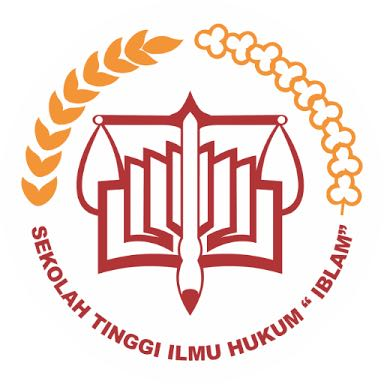 SEKOLAH TINGGI ILMU HUKUM “ IBLAM”